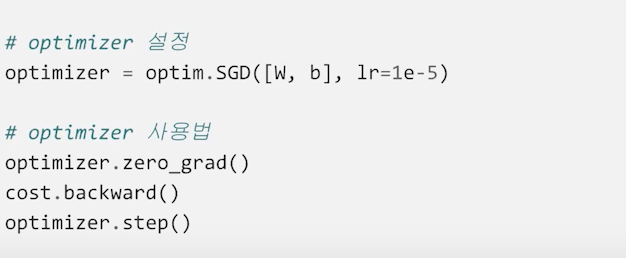 # optimizer 설정
optimizer = optim.SGD([W, b], lr=1e-5)
# optimizer 사용법
optimizer.zero_grad()
cost.backward()
optimizer.step()